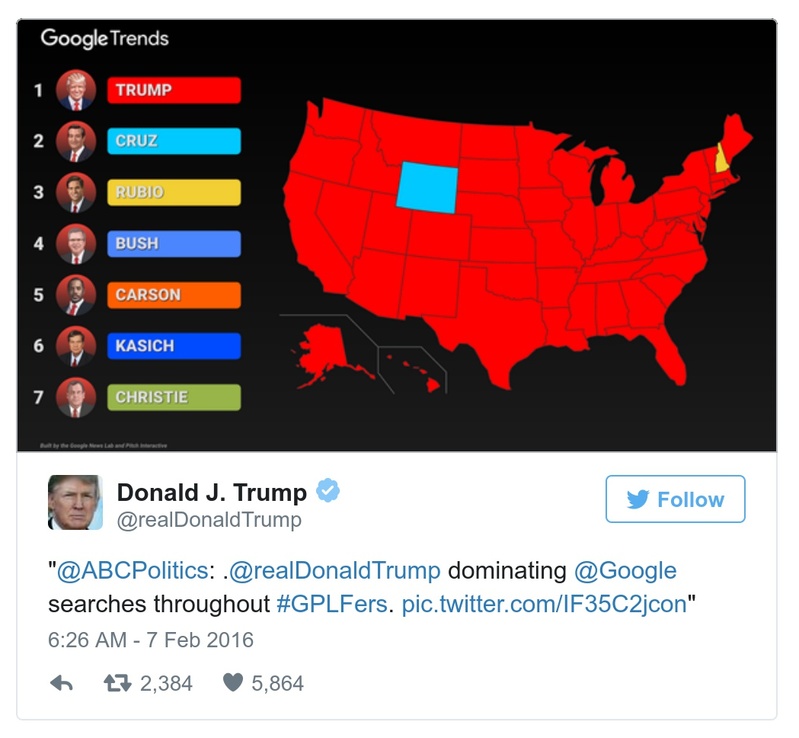 Google Trends
1 TRUMP
2 CRUZ
3 RUBIO
4 BUSH
5 CARSON
6 KASICH
7 CHRISTIE
Built by the Google News Lab and Pitch Interactive
Donald J. Trump
@realDonaldTrump
Follow
"@ABCPolitics: .@realDonaldTrump dominating @Google
searches throughout #GPLFers. pic.twitter.com/IF35C2jcon"
6:26 AM - 7 Feb 2016
2,384 5,864